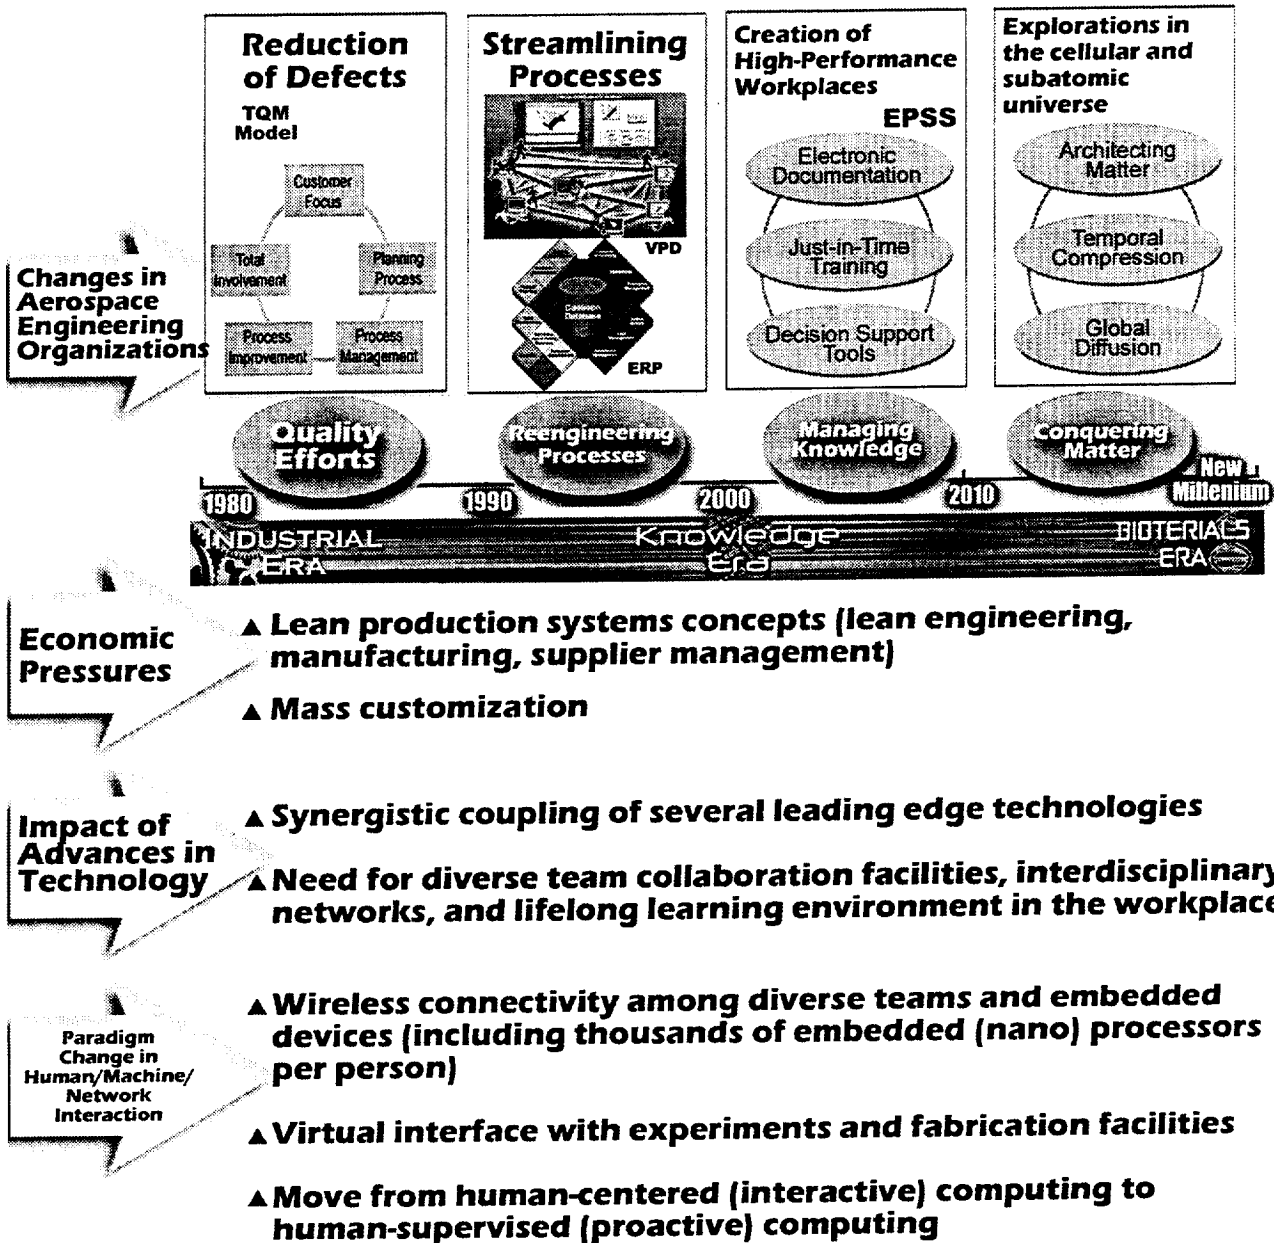 Reduction
of Defects
TQM
Model
Customer
Focus
Total
Involvement
Planning
Process
Process
Improvement
Process
Management
Streamlining
Processes
VPD
Common
Database
ERP
Creation of
High-Performance
Workplaces
EPSS
Electronic
Documentation
Just-in-Time
Training
Decision Support
Tools
Explorations in
the cellular and
subatomic
universe
Architecting
Matter
Temporal
Compression
Global
Diffusion
Changes in
Aerospace
Engineering
Organizations
Quality
Efforts
Reengineering
Processes
Managing
Knowledge
Conquering
Matter
1980
1990
2000
2010
New
Millenium
INDUSTRIAL
ERA
Knowledge
Era
BIOTERIALS
ERA
Economic
Pressures
▲ Lean production systems concepts (lean engineering,
manufacturing, supplier management)
▲ Mass customization
Impact of
Advances in
Technology
▲ Synergistic coupling of several leading edge technologies
▲ Need for diverse team collaboration facilities, interdisciplinary
networks, and lifelong learning environment in the workplace
Paradigm
Change in
Human/Machine/
Network
Interaction
▲ Wireless connectivity among diverse teams and embedded
devices (including thousands of embedded (nano) processors
per person)
▲ Virtual interface with experiments and fabrication facilities
▲ Move from human-centered (interactive) computing to
human-supervised (proactive) computing